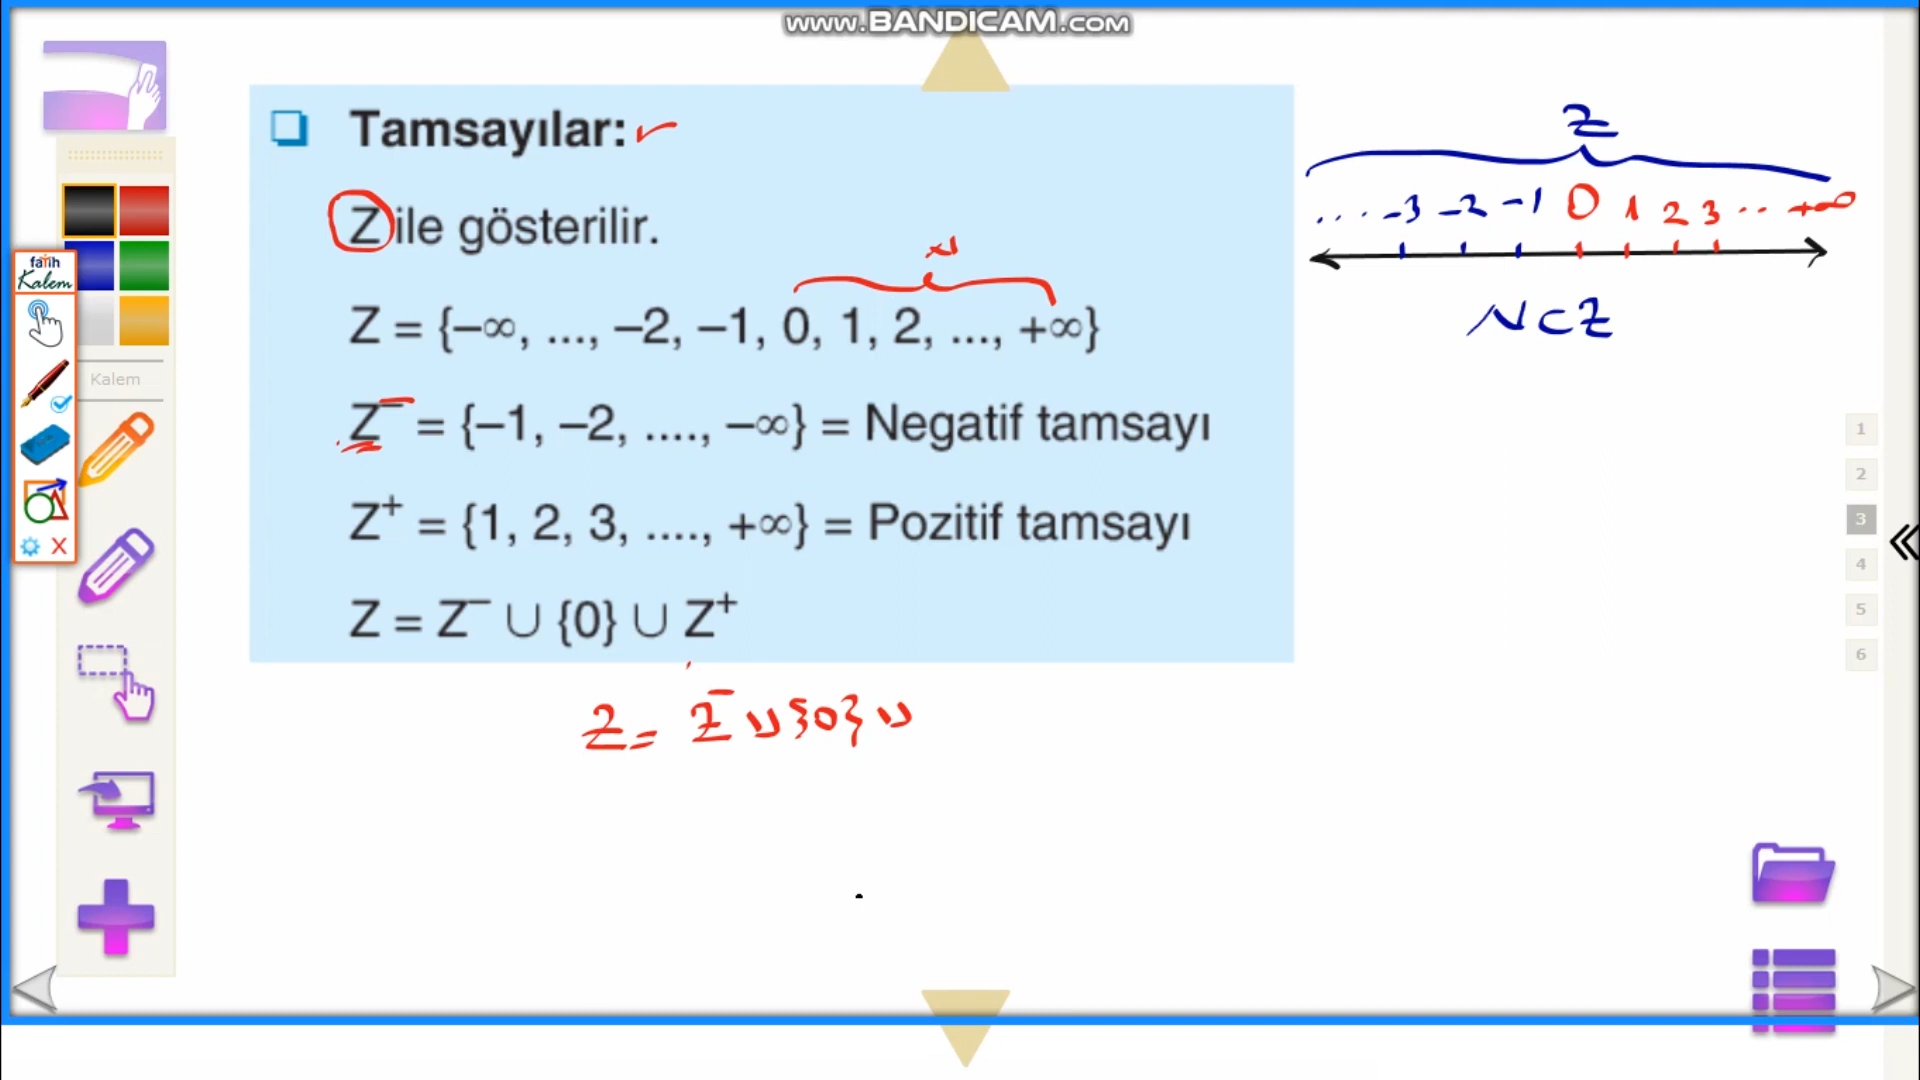 www.BANDICAM.com
Tamsayılar:
Z ile gösterilir.
Z = {–∞, ..., –2, –1, 0, 1, 2, ..., +∞}
Z⁻ = {–1, –2, ...., –∞} = Negatif tamsayı
Z⁺ = {1, 2, 3, ...., +∞} = Pozitif tamsayı
Z = Z⁻ ∪ {0} ∪ Z⁺
Z = Z⁻ ∪ {0} ∪
Z
.... -3 -2 -1 0 1 2 3 .. +∞
N ⊂ Z
fatih
Kalem
Kalem
1
2
3
4
5
6